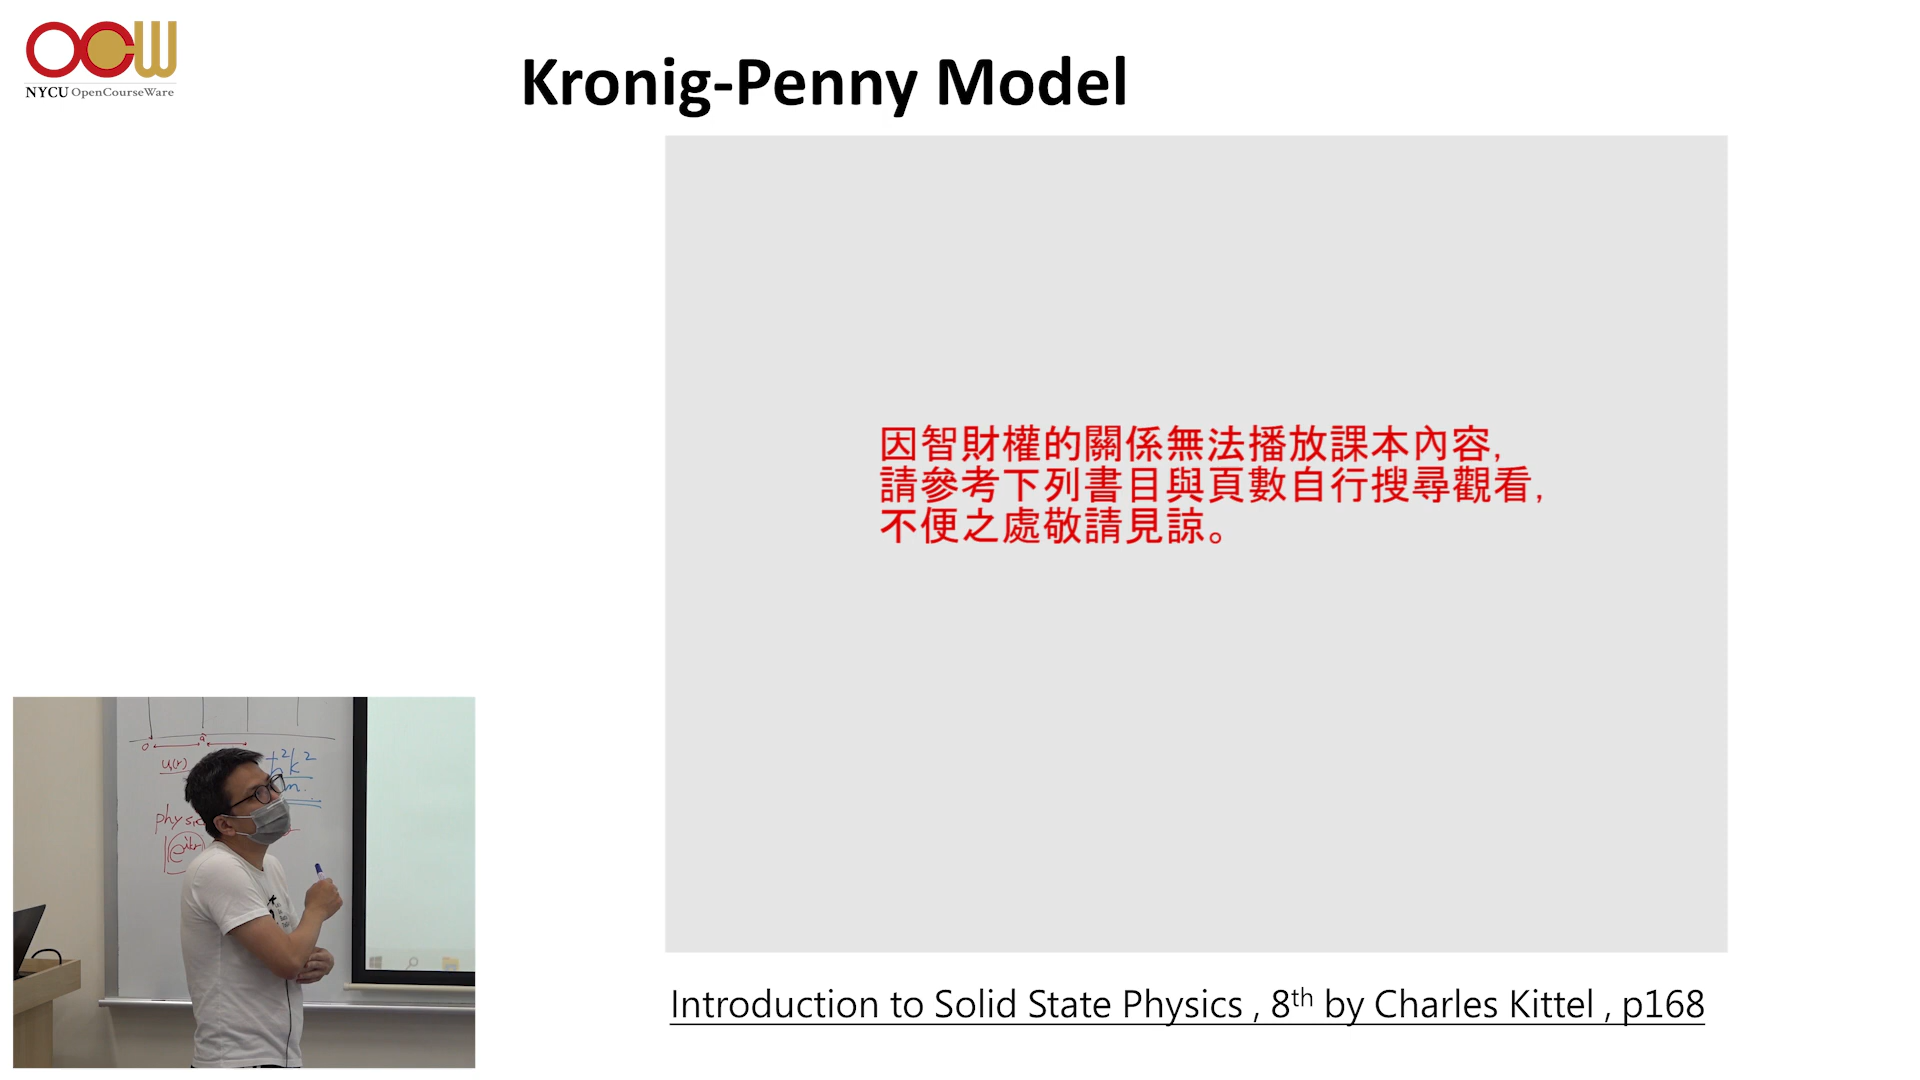 OCW
NYCU OpenCourseWare
Kronig-Penny Model
因智財權的關係無法播放課本內容,
請參考下列書目與頁數自行搜尋觀看,
不便之處敬請見諒。
Introduction to Solid State Physics , 8th by Charles Kittel , p168